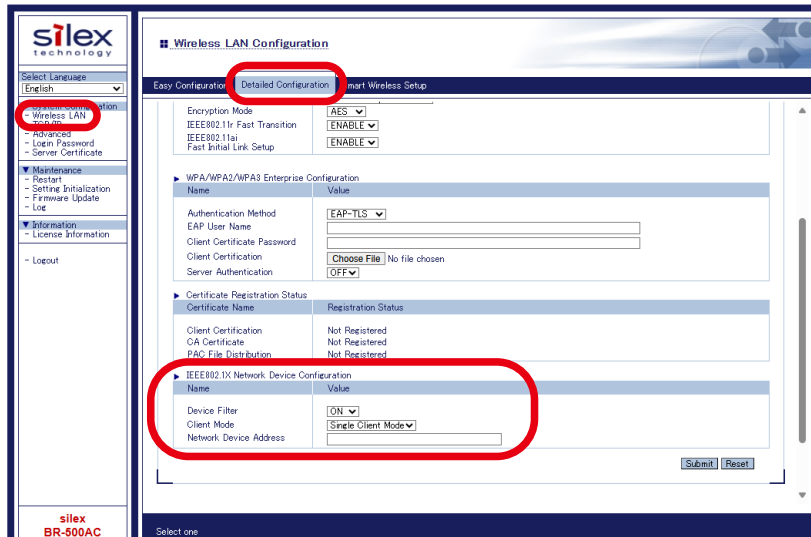 silex
technology
Select Language
English
- System Configuration
- Wireless LAN
- TCP/IP
- Advanced
- Login Password
- Server Certificate
▼ Maintenance
- Restart
- Setting Initialization
- Firmware Update
- Log
▼ Information
- License Information
- Logout
silex
BR-500AC
Wireless LAN Configuration
Easy Configuration Detailed Configuration Smart Wireless Setup
Encryption Mode AES
IEEE802.11r Fast Transition ENABLE
IEEE802.11ai
Fast Initial Link Setup ENABLE
▶ WPA/WPA2/WPA3 Enterprise Configuration
Name Value
Authentication Method EAP-TLS
EAP User Name
Client Certificate Password
Client Certification Choose File No file chosen
Server Authentication OFF
▶ Certificate Registration Status
Certificate Name Registration Status
Client Certification Not Registered
CA Certificate Not Registered
PAC File Distribution Not Registered
▶ IEEE802.1X Network Device Configuration
Name Value
Device Filter ON
Client Mode Single Client Mode
Network Device Address
Submit Reset
Select one